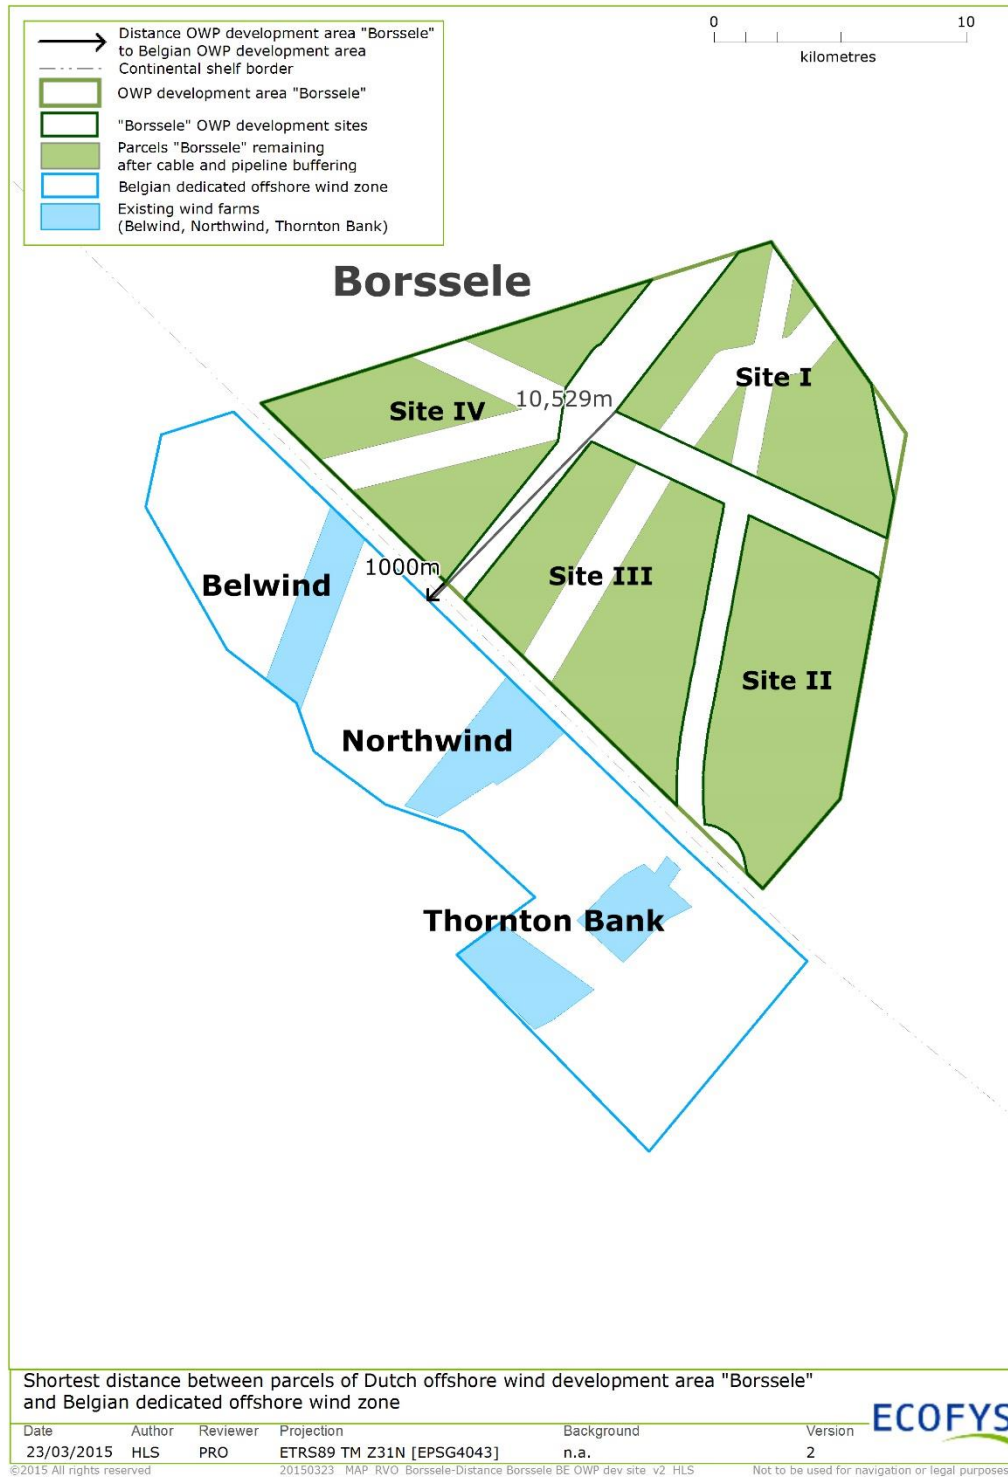 Distance OWP development area "Borssele"
to Belgian OWP development area
Continental shelf border
OWP development area "Borssele"
"Borssele" OWP development sites
Parcels "Borssele" remaining
after cable and pipeline buffering
Belgian dedicated offshore wind zone
Existing wind farms
(Belwind, Northwind, Thornton Bank)
0 10
kilometres
Borssele
Site I
10,529m
Site IV
1000m
Site III
Belwind
Site II
Northwind
Thornton Bank
Shortest distance between parcels of Dutch offshore wind development area "Borssele"
and Belgian dedicated offshore wind zone
ECOFYS
Date Author Reviewer Projection Background Version
23/03/2015 HLS PRO ETRS89 TM Z31N [EPSG4043] n.a. 2
©2015 All rights reserved 20150323_MAP_RVO_Borssele-Distance Borssele BE OWP dev site_v2_HLS Not to be used for navigation or legal purposes